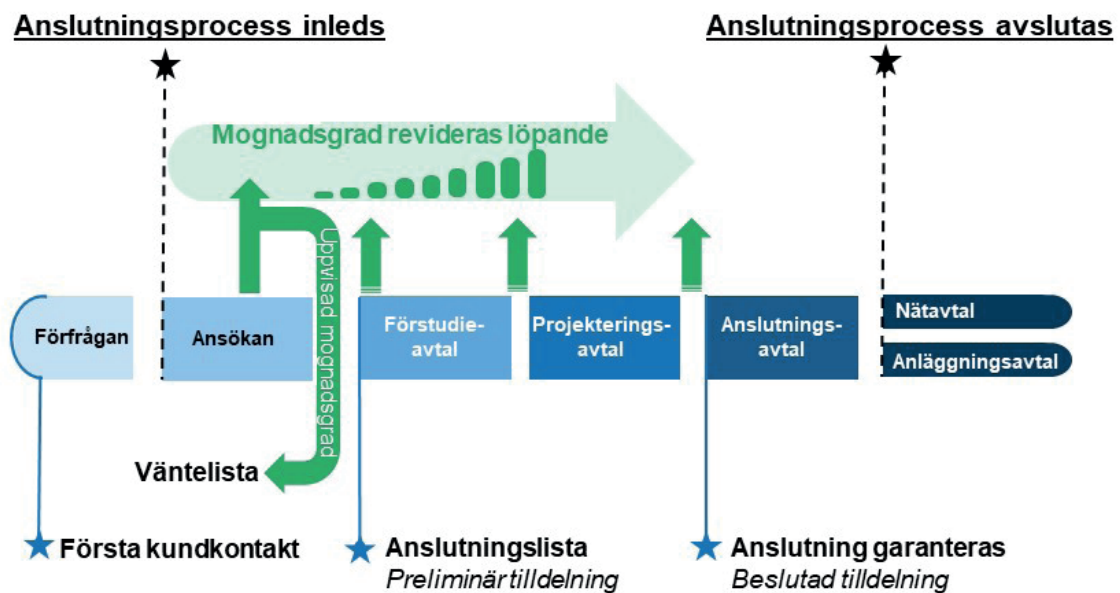 Anslutningsprocess inleds
Anslutningsprocess avslutas
Mognadsgrad revideras löpande
Uppvisad mognadsgrad
Förfrågan
Ansökan
Förstudie-
avtal
Projekterings-
avtal
Anslutnings-
avtal
Nätavtal
Anläggningsavtal
Väntelista
Första kundkontakt
Anslutningslista
Preliminär tilldelning
Anslutning garanteras
Beslutad tilldelning